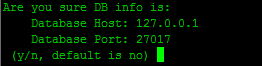 Are you sure DB info is:
Database Host: 127.0.0.1
Database Port: 27017
(y/n, default is no)